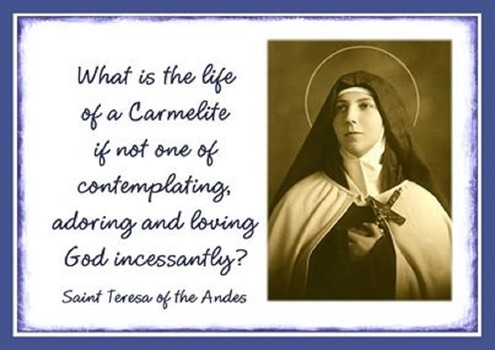 What is the life
of a Carmelite
if not one of
contemplating,
adoring and loving
God incessantly?
Saint Teresa of the Andes